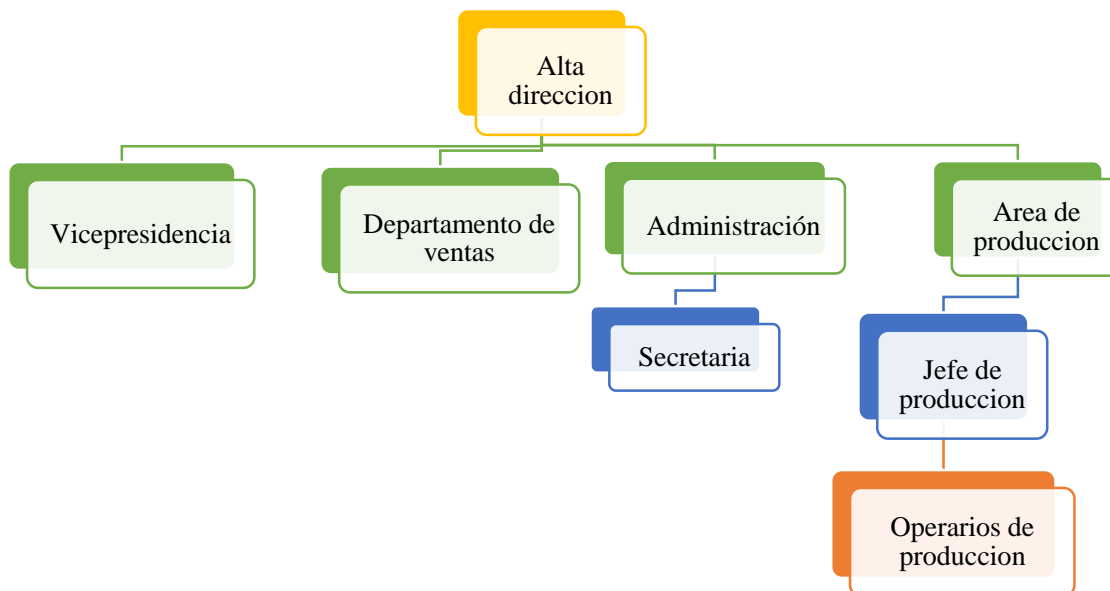 Alta
direccion
Vicepresidencia
Departamento de
ventas
Administración
Area de
produccion
Secretaria
Jefe de
produccion
Operarios de
produccion